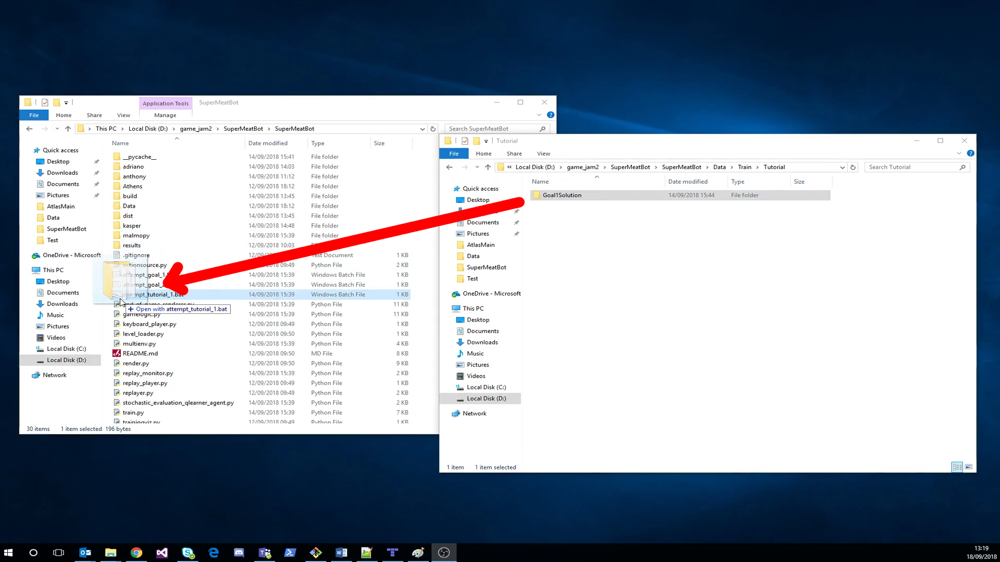 Application Tools SuperMeatBot
File Home Share View Manage
This PC Local Disk (D:) game_jam2 SuperMeatBot SuperMeatBot Search SuperMeatBot
Name Date modified Type Size
Quick access
Desktop
Downloads
Documents
Pictures
AtlasMain
Data
SuperMeatBot
Test
OneDrive - Microsoft
This PC
Desktop
Documents
Downloads
Music
Pictures
Videos
Local Disk (C:)
Local Disk (D:)
Network
__pycache__ 14/09/2018 15:41 File folder
adriano 14/09/2018 14:03 File folder
anthony 14/09/2018 11:12 File folder
Athens 12/09/2018 18:12 File folder
build 14/09/2018 13:45 File folder
Data 12/09/2018 18:12 File folder
dist 14/09/2018 13:45 File folder
kasper 14/09/2018 14:48 File folder
malmopy 14/09/2018 15:39 File folder
results 12/09/2018 10:03
.gitignore 12/09/2018 Text Document 1 KB
actionsource.py 09:49 Python File 2 KB
attempt_goal_1. 14/09/2018 15:39 Windows Batch File 1 KB
attempt_goal_ 14/09/2018 15:39 Windows Batch File 1 KB
attempt_tutorial_1.bat 14/09/2018 15:39 Windows Batch File 1 KB
end_of_game_renderer.py 14/09/2018 15:39 Python File 11 KB
Open with attempt_tutorial_1.bat
gamelogic.py 14/09/2018 15:39 Python File 11 KB
keyboard_player.py 12/09/2018 09:49 Python File 1 KB
level_loader.py 12/09/2018 09:50 Python File 1 KB
multienv.py 14/09/2018 15:39 Python File 4 KB
README.md 12/09/2018 09:50 MD File 8 KB
render.py 12/09/2018 09:50 Python File 9 KB
replay_monitor.py 14/09/2018 15:39 Python File 2 KB
replay_player.py 12/09/2018 09:49 Python File 1 KB
replayer.py 12/09/2018 09:49 Python File 2 KB
stochastic_evaluation_qlearner_agent.py 14/09/2018 15:39 Python File 2 KB
train.py 14/09/2018 15:39 Python File 7 KB
trainingviz.py 12/09/2018 09:49 Python File 1 KB
30 items 1 item selected 196 bytes
Tutorial
File Home Share View
« Local Disk (D:) game_jam2 SuperMeatBot SuperMeatBot Data Train Tutorial Search Tutorial
Name Date modified Type Size
Goal1Solution 14/09/2018 15:44 File folder
Quick access
Desktop
Documents
Pictures
AtlasMain
Data
SuperMeatBot
Test
OneDrive - Microsoft
This PC
Desktop
Documents
Downloads
Music
Pictures
Videos
Local Disk (C:)
Local Disk (D:)
Network
1 item 1 item selected
13:19
18/09/2018